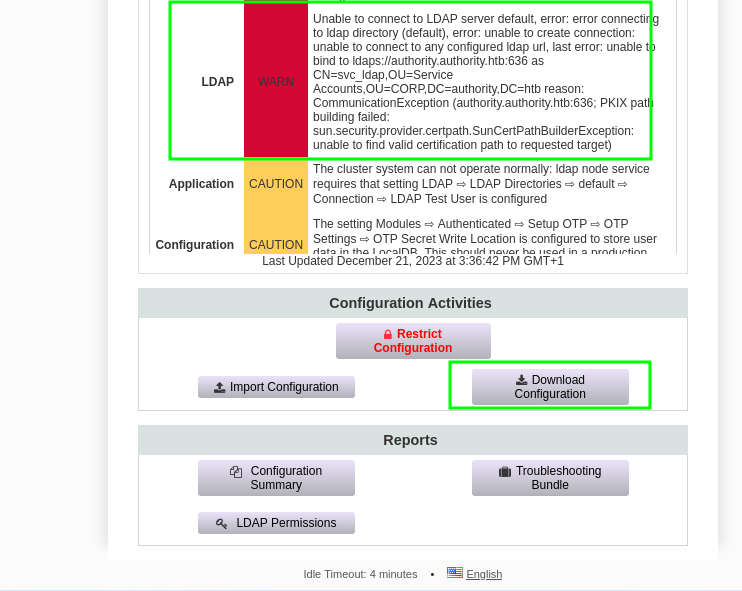 LDAP
WARN
Unable to connect to LDAP server default, error: error connecting
to ldap directory (default), error: unable to create connection:
unable to connect to any configured ldap url, last error: unable to
bind to ldaps://authority.authority.htb:636 as
CN=svc_ldap,OU=Service
Accounts,OU=CORP,DC=authority,DC=htb reason:
CommunicationException (authority.authority.htb:636; PKIX path
building failed:
sun.security.provider.certpath.SunCertPathBuilderException:
unable to find valid certification path to requested target)
Application
CAUTION
The cluster system can not operate normally: ldap node service
requires that setting LDAP ⇨ LDAP Directories ⇨ default ⇨
Connection ⇨ LDAP Test User is configured
Configuration
CAUTION
The setting Modules ⇨ Authenticated ⇨ Setup OTP ⇨ OTP
Settings ⇨ OTP Secret Write Location is configured to store user
data in the LocalDB. This should never be used in a production
Last Updated December 21, 2023 at 3:36:42 PM GMT+1
Configuration Activities
Restrict
Configuration
Import Configuration
Download
Configuration
Reports
Configuration
Summary
Troubleshooting
Bundle
LDAP Permissions
Idle Timeout: 4 minutes • English